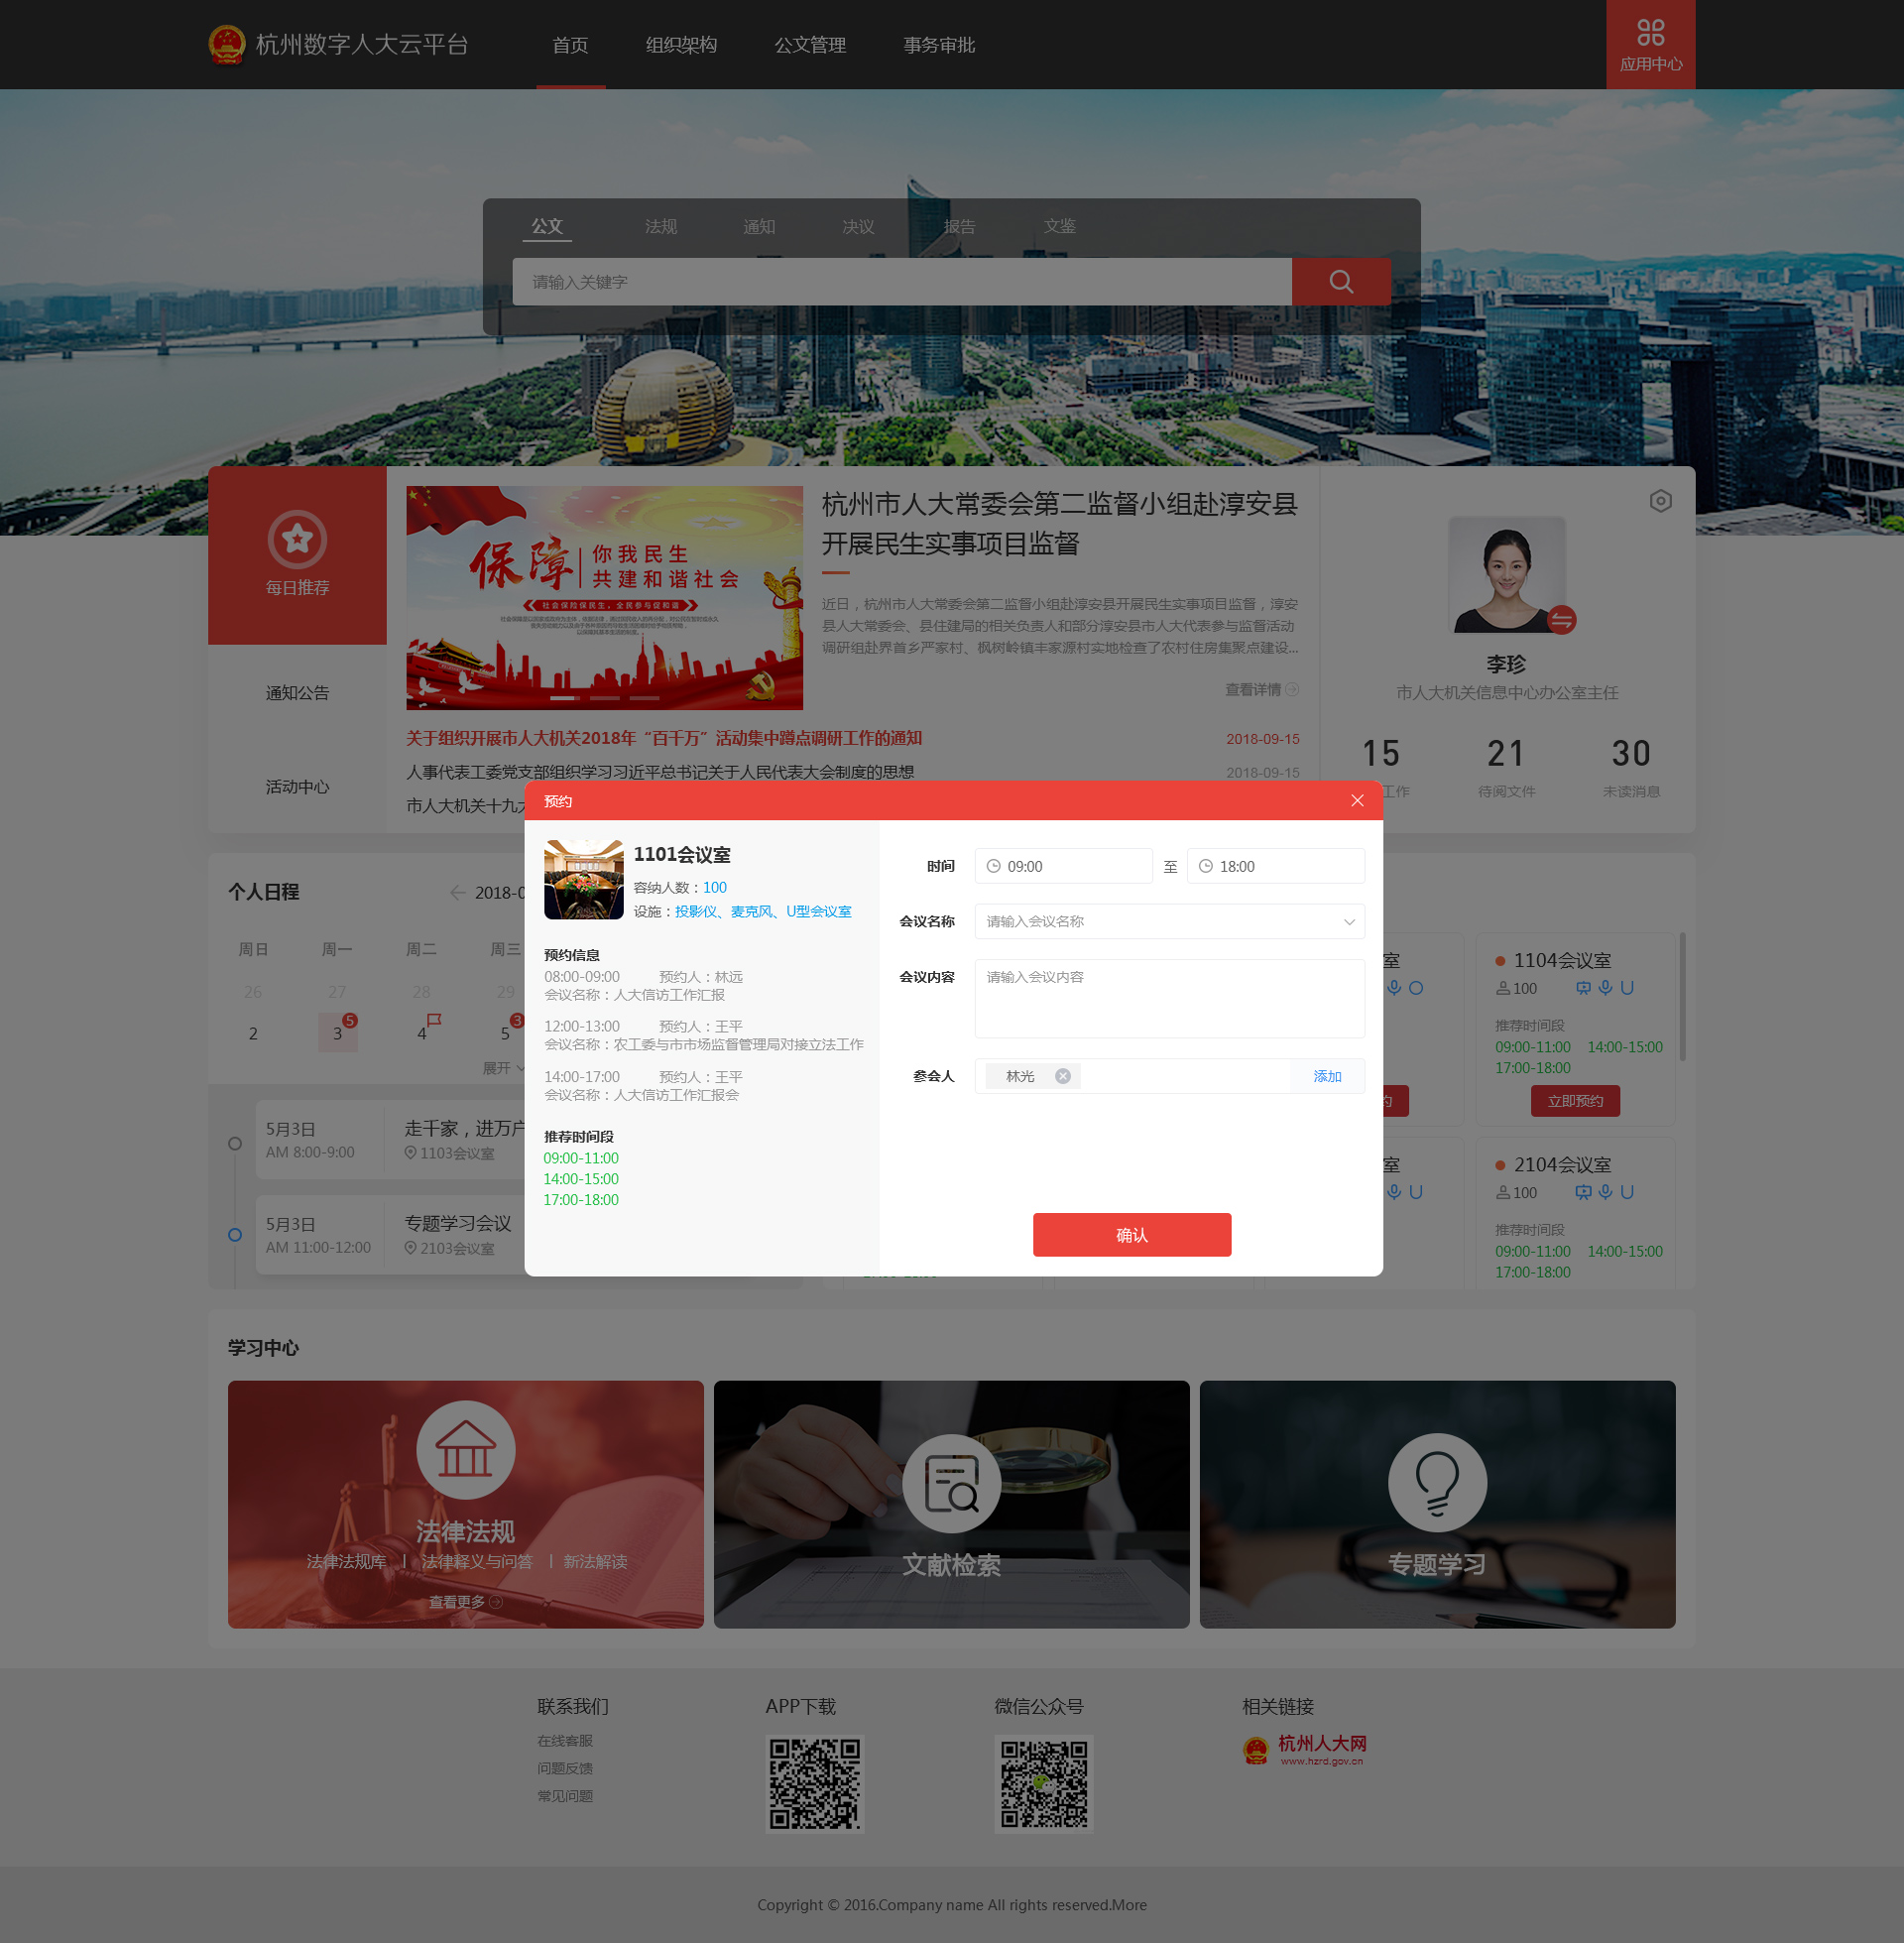 杭州数字人大云平台
首页
组织架构
公文管理
事务审批
应用中心
公文
法规
通知
决议
报告
文鉴
请输入关键字
每日推荐
通知公告
活动中心
保障
你我民生
共建和谐社会
社会保险保民生，全民参与促和谐
杭州市人大常委会第二监督小组赴淳安县
开展民生实事项目监督
近日，杭州市人大常委会第二监督小组赴淳安县开展民生实事项目监督，淳安
县人大常委会、县住建局的相关负责人和部分淳安县市人大代表参与监督活动
调研组赴界首乡严家村、枫树岭镇丰家源村实地检查了农村住房集聚点建设...
查看详情
关于组织开展市人大机关2018年“百千万”活动集中蹲点调研工作的通知
2018-09-15
人事代表工委党支部组织学习习近平总书记关于人民代表大会制度的思想
2018-09-15
市人大机关十九大
李珍
市人大机关信息中心办公室主任
15
21
30
工作
待阅文件
未读消息
个人日程
2018-0
周日
周一
周二
周三
26
27
28
29
2
3
5
4
5
3
展开
5月3日
AM 8:00-9:00
走千家，进万户
1103会议室
5月3日
AM 11:00-12:00
专题学习会议
2103会议室
预约
1101会议室
容纳人数：100
设施：投影仪、麦克风、U型会议室
预约信息
08:00-09:00 预约人：林远
会议名称：人大信访工作汇报
12:00-13:00 预约人：王平
会议名称：农工委与市市场监督管理局对接立法工作
14:00-17:00 预约人：王平
会议名称：人大信访工作汇报会
推荐时间段
09:00-11:00
14:00-15:00
17:00-18:00
时间
09:00
至
18:00
会议名称
请输入会议名称
会议内容
请输入会议内容
参会人
林光
添加
确认
室
约
1104会议室
100
推荐时间段
09:00-11:00 14:00-15:00
17:00-18:00
立即预约
室
2104会议室
100
推荐时间段
09:00-11:00 14:00-15:00
17:00-18:00
学习中心
法律法规
法律法规库 | 法律释义与问答 | 新法解读
查看更多
文献检索
专题学习
联系我们
在线客服
问题反馈
常见问题
APP下载
微信公众号
相关链接
杭州人大网
www.hzrd.gov.cn
Copyright © 2016.Company name All rights reserved.More